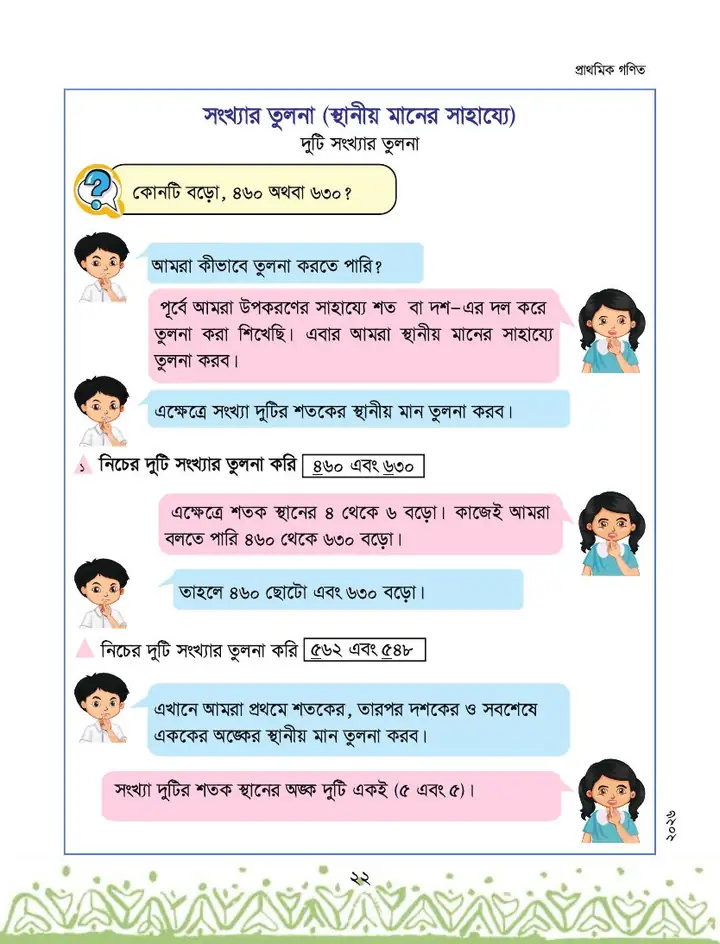 প্রাথমিক গণিত
সংখ্যার তুলনা (স্থানীয় মানের সাহায্যে)
দুটি সংখ্যার তুলনা
কোনটি বড়ো, ৪৬০ অথবা ৬৩০?
আমরা কীভাবে তুলনা করতে পারি?
পূর্বে আমরা উপকরণের সাহায্যে শত বা দশ-এর দল করে
তুলনা করা শিখেছি। এবার আমরা স্থানীয় মানের সাহায্যে
তুলনা করব।
এক্ষেত্রে সংখ্যা দুটির শতকের স্থানীয় মান তুলনা করব।
১ নিচের দুটি সংখ্যার তুলনা করি ৪৬০ এবং ৬৩০
এক্ষেত্রে শতক স্থানের ৪ থেকে ৬ বড়ো। কাজেই আমরা
বলতে পারি ৪৬০ থেকে ৬৩০ বড়ো।
তাহলে ৪৬০ ছোটো এবং ৬৩০ বড়ো।
নিচের দুটি সংখ্যার তুলনা করি ৫৬২ এবং ৫৪৮
এখানে আমরা প্রথমে শতকের, তারপর দশকের ও সবশেষে
এককের অঙ্কের স্থানীয় মান তুলনা করব।
সংখ্যা দুটির শতক স্থানের অঙ্ক দুটি একই (৫ এবং ৫)।
২০২৬
২২